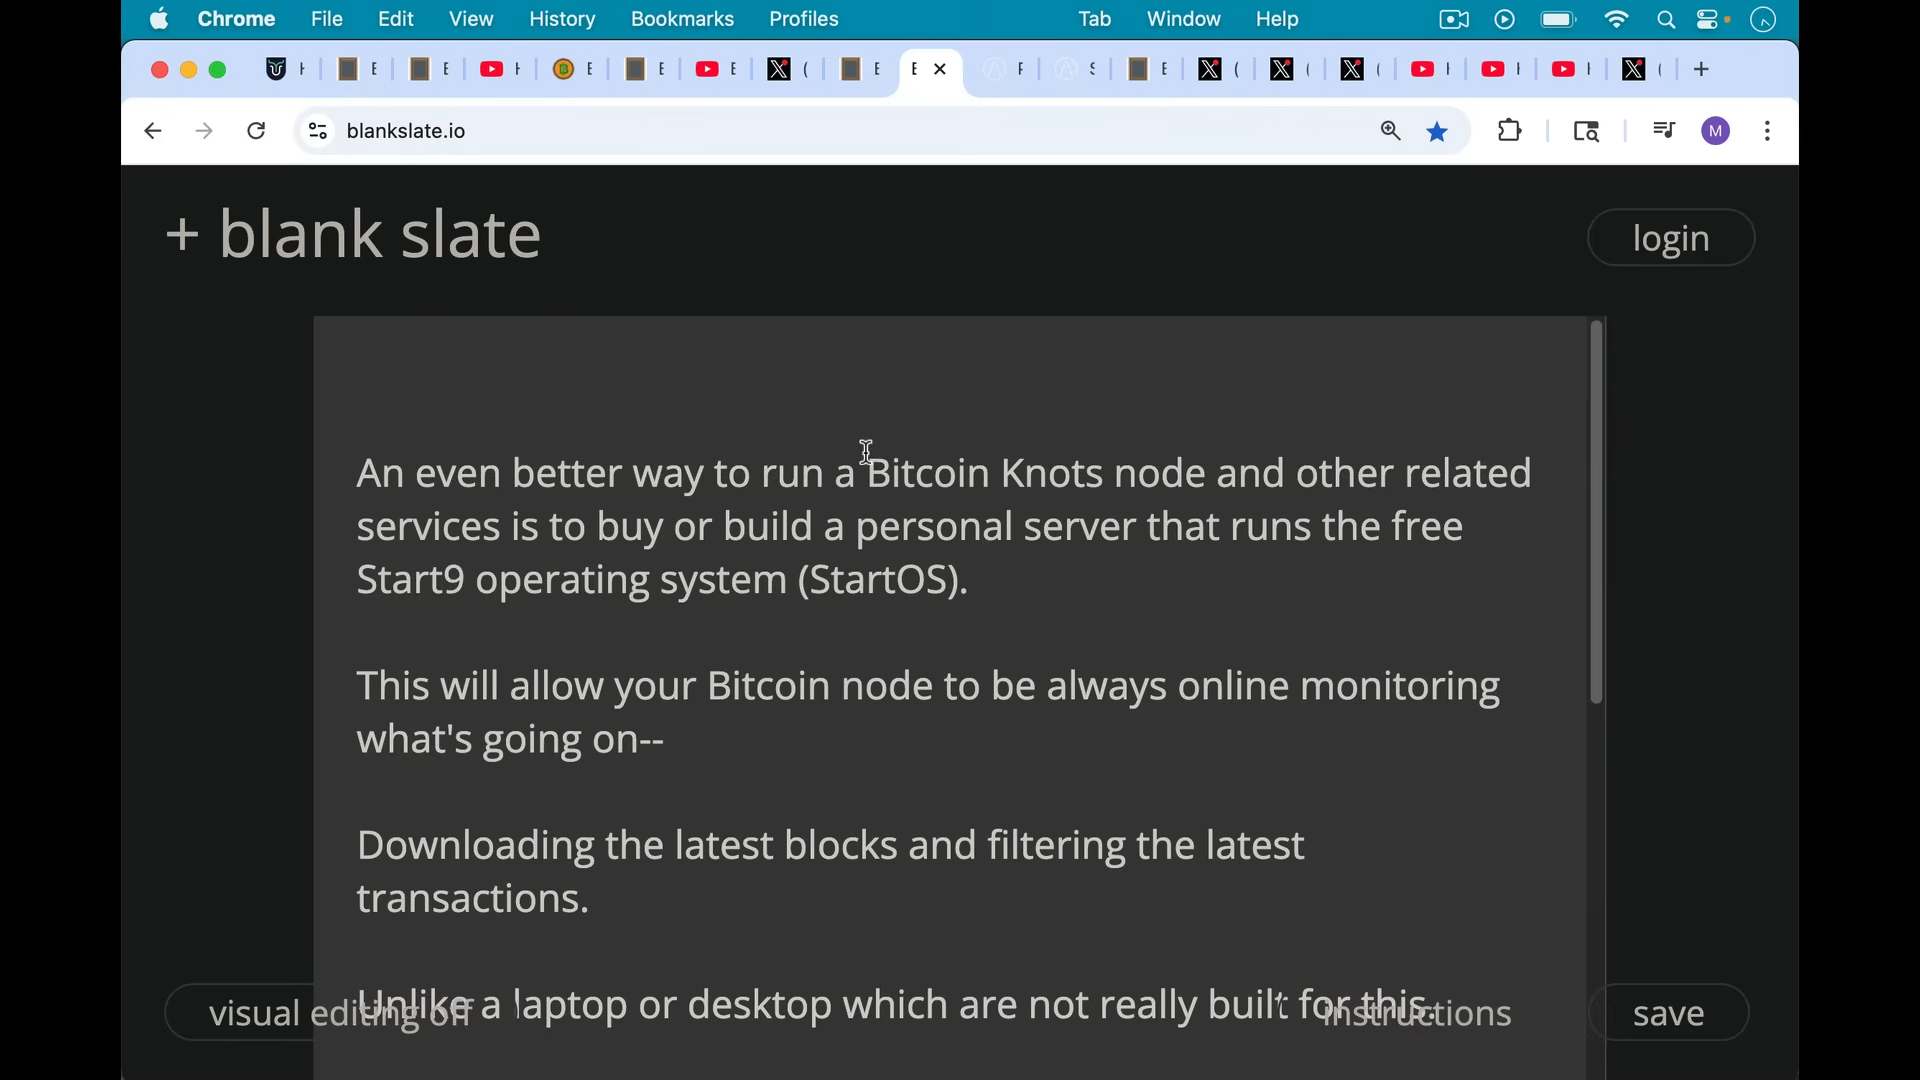 Chrome File Edit View History Bookmarks Profiles Tab Window Help
blankslate.io
M
+ blank slate
login
An even better way to run a Bitcoin Knots node and other related
services is to buy or build a personal server that runs the free
Start9 operating system (StartOS).
This will allow your Bitcoin node to be always online monitoring
what's going on--
Downloading the latest blocks and filtering the latest
transactions.
Unlike a laptop or desktop which are not really built for this.
visual editing off
instructions
save